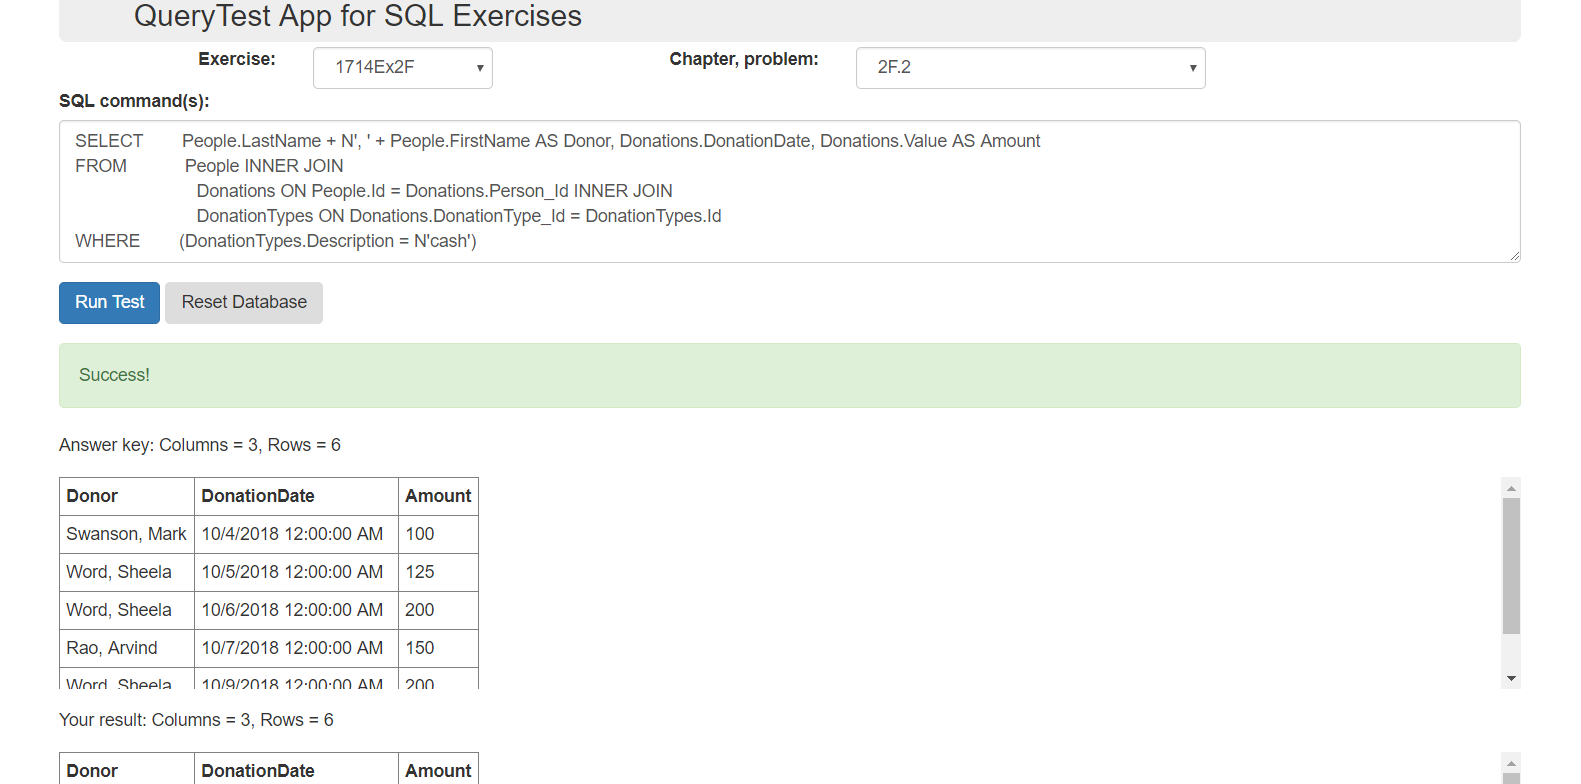 QueryTest App for SQL Exercises
Exercise: 1714Ex2F Chapter, problem: 2F.2
SQL command(s):
SELECT People.LastName + N', ' + People.FirstName AS Donor, Donations.DonationDate, Donations.Value AS Amount
FROM People INNER JOIN
Donations ON People.Id = Donations.Person_Id INNER JOIN
DonationTypes ON Donations.DonationType_Id = DonationTypes.Id
WHERE (DonationTypes.Description = N'cash')
Run Test Reset Database
Success!
Answer key: Columns = 3, Rows = 6
Donor DonationDate Amount
Swanson, Mark 10/4/2018 12:00:00 AM 100
Word, Sheela 10/5/2018 12:00:00 AM 125
Word, Sheela 10/6/2018 12:00:00 AM 200
Rao, Arvind 10/7/2018 12:00:00 AM 150
Word, Sheela 10/9/2018 12:00:00 AM 200
Your result: Columns = 3, Rows = 6
Donor DonationDate Amount